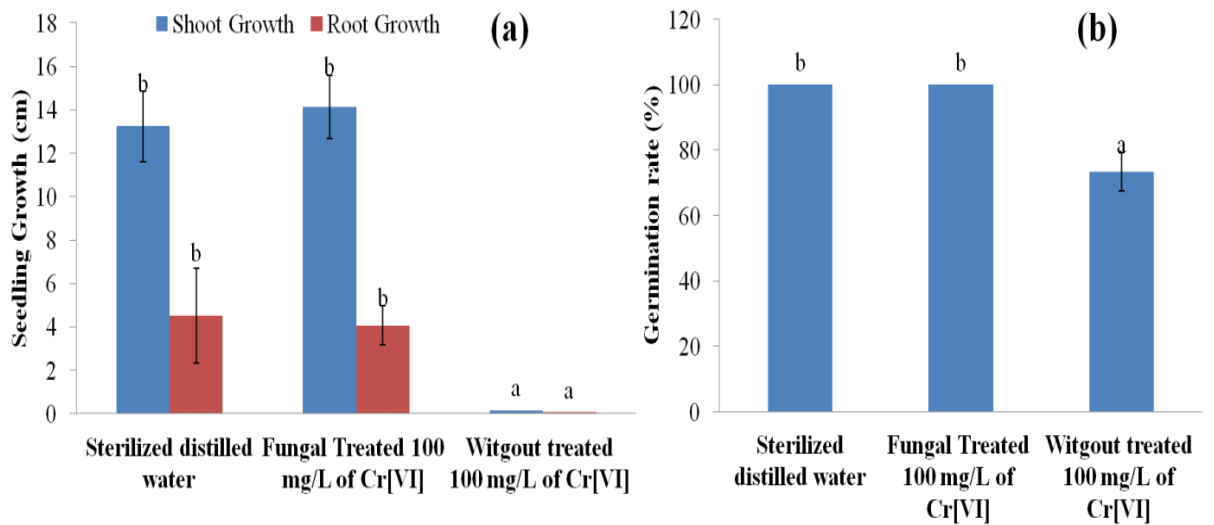 Shoot Growth
Root Growth
(a)
Seedling Growth (cm)
18
16
14
12
10
8
6
4
2
0
b
b
b
b
a
a
Sterilized distilled
water
Fungal Treated 100
mg/L of Cr[VI]
Witgout treated
100 mg/L of Cr[VI]
(b)
Germination rate (%)
120
100
80
60
40
20
0
b
b
a
Sterilized
distilled water
Fungal Treated
100 mg/L of
Cr[VI]
Witgout treated
100 mg/L of
Cr[VI]